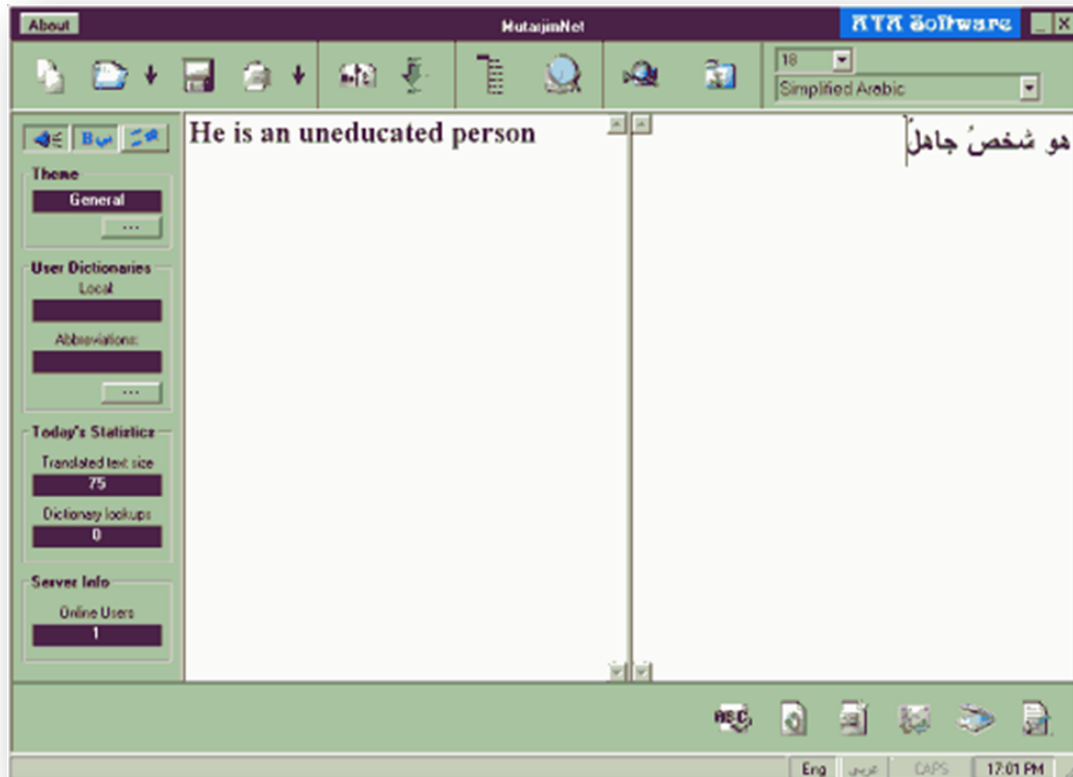 About
MutarjimNet
ATA Software
18
Simplified Arabic
He is an uneducated person
هو شخصُ جاهلُ
Theme
General
...
User Dictionaries
Local
Abbreviations:
...
Today's Statistics
Translated text size
75
Dictionary lookups
0
Server Info
Online Users
1
ABC
Eng
عربي
CAPS
17:01 PM